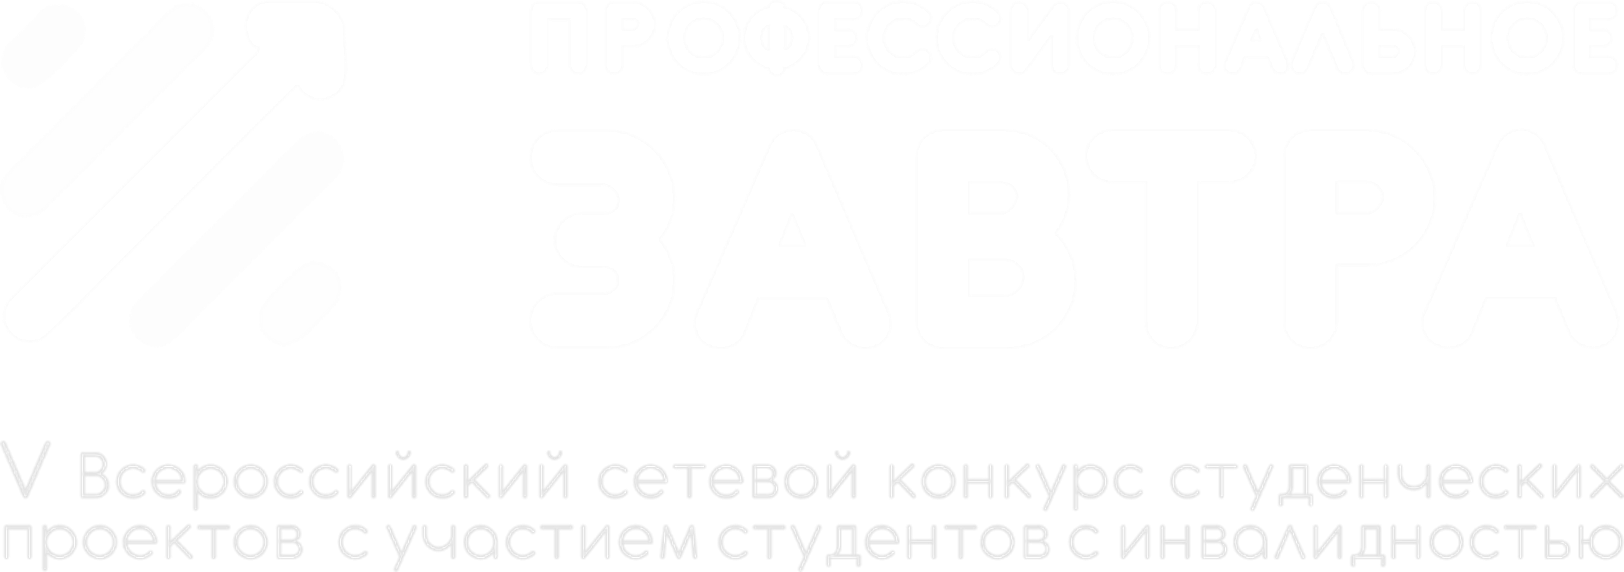 ПРОФЕССИОНАЛЬНОЕ
ЗАВТРА
V Всероссийский сетевой конкурс студенческих
проектов с участием студентов с инвалидностью